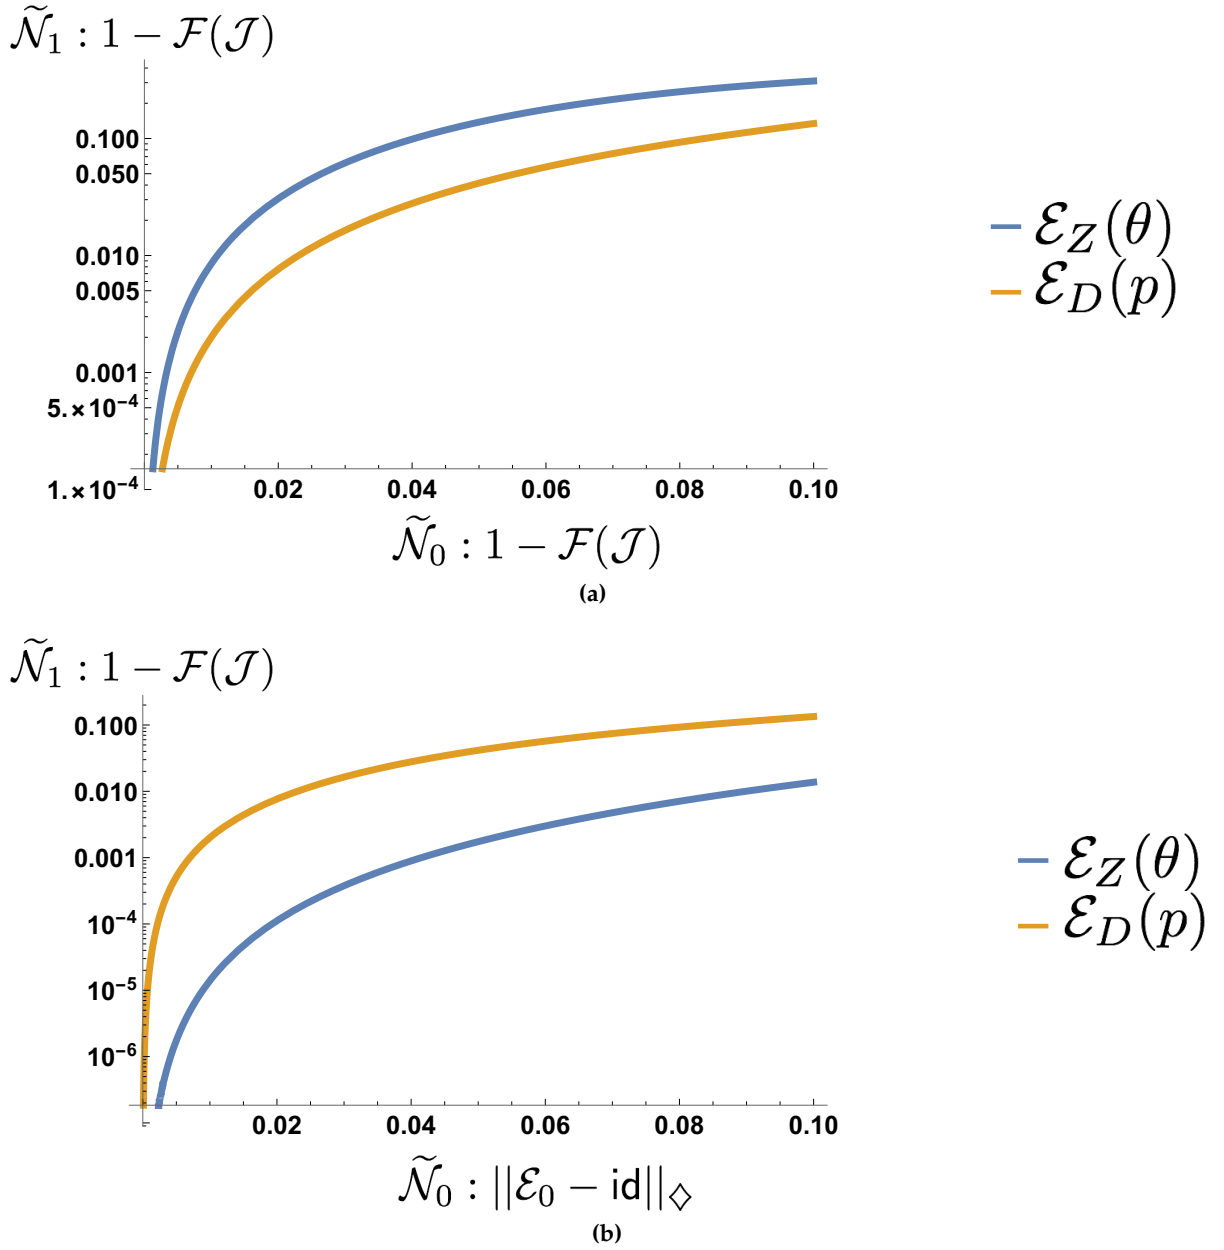 Ñ₁ : 1 − ℱ(𝒥)
0.100
0.050
0.010
0.005
0.001
5.×10⁻⁴
1.×10⁻⁴
0.02 0.04 0.06 0.08 0.10
Ñ₀ : 1 − ℱ(𝒥)
ℰ_Z(θ)
ℰ_D(p)
(a)
Ñ₁ : 1 − ℱ(𝒥)
0.100
0.010
0.001
10⁻⁴
10⁻⁵
10⁻⁶
0.02 0.04 0.06 0.08 0.10
Ñ₀ : ||ℰ₀ − id||_◇
ℰ_Z(θ)
ℰ_D(p)
(b)